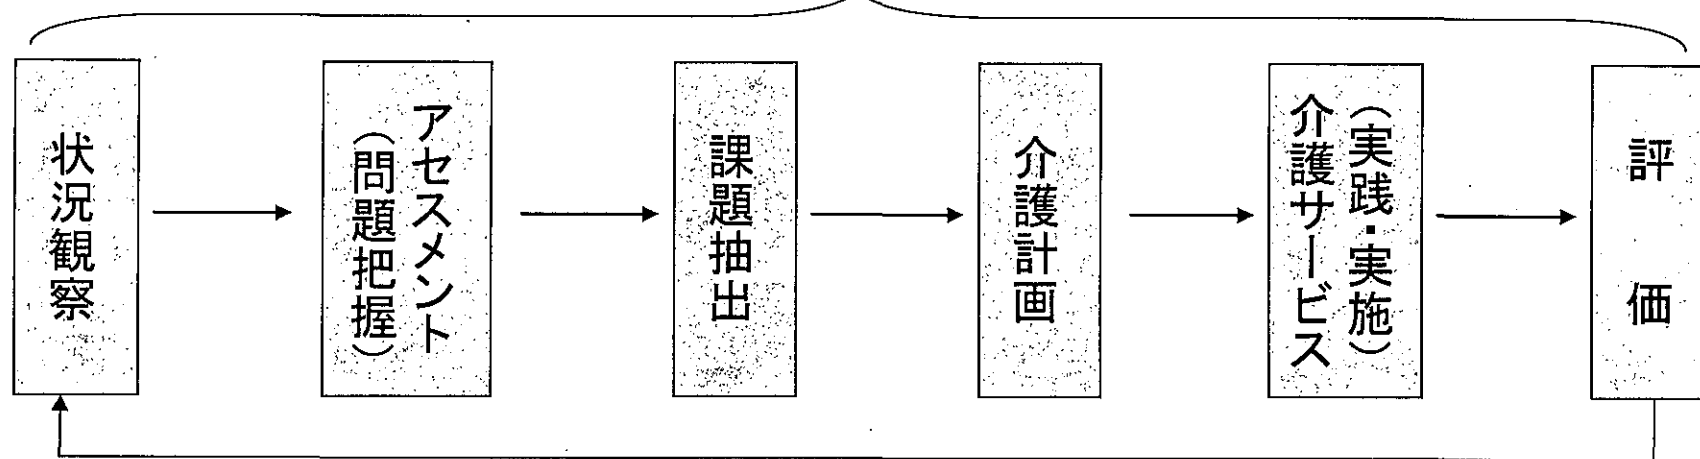 状況観察
アセスメント
（問題把握）
課題抽出
介護計画
（実践・実施）
介護サービス
評価